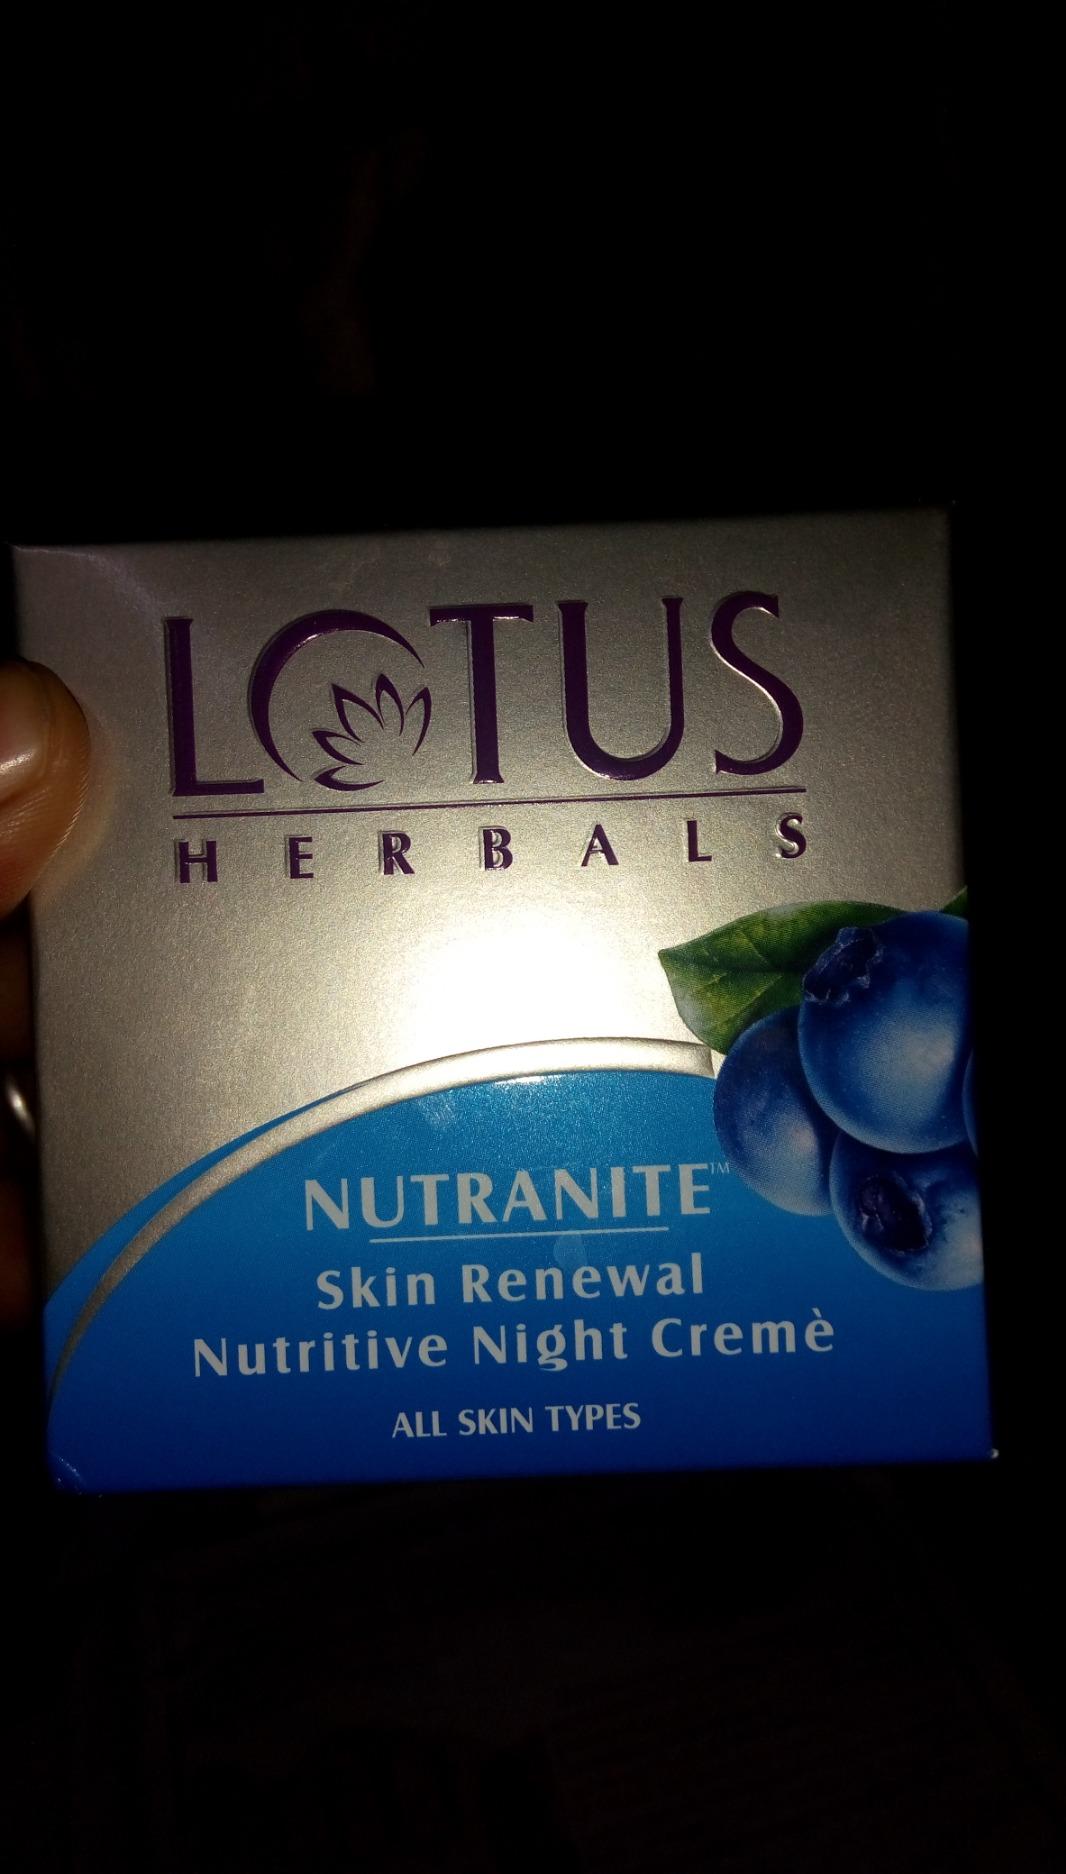 LOTUS
HERBALS
NUTRANITE™
Skin Renewal
Nutritive Night Cremè
ALL SKIN TYPES